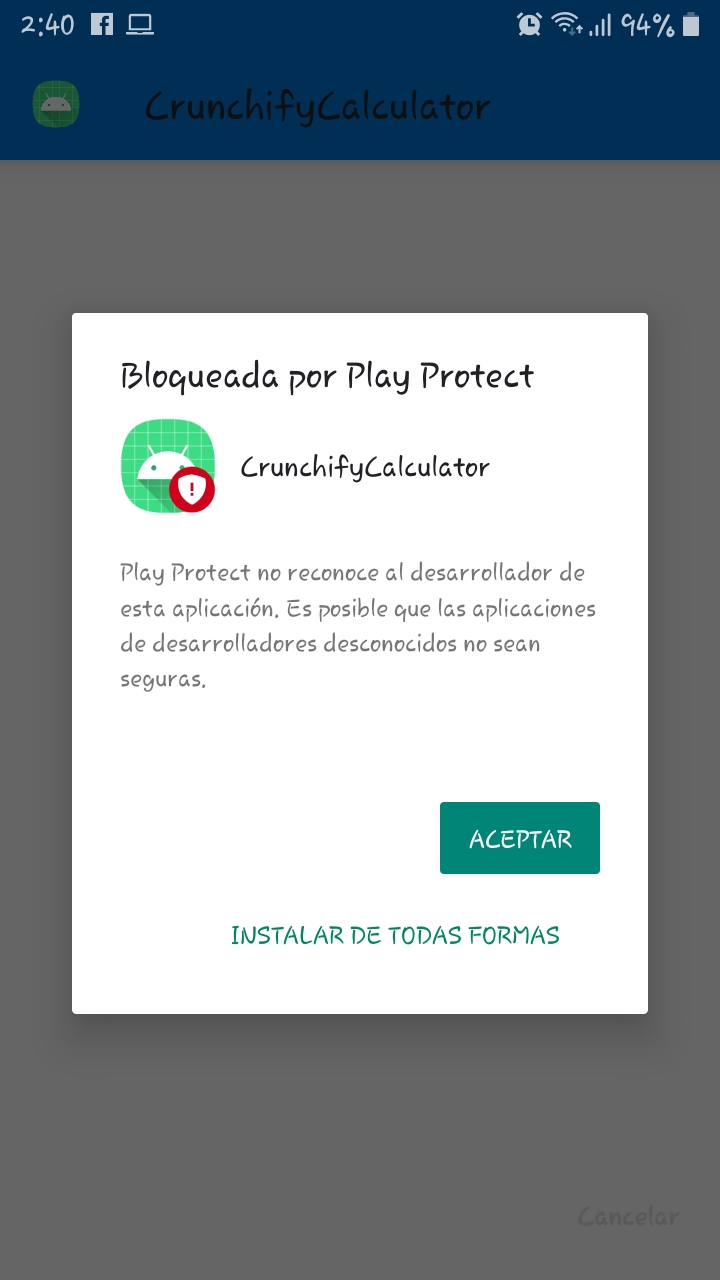 2:40 94%
CrunchifyCalculator
Bloqueada por Play Protect
CrunchifyCalculator
Play Protect no reconoce al desarrollador de
esta aplicación. Es posible que las aplicaciones
de desarrolladores desconocidos no sean
seguras.
ACEPTAR
INSTALAR DE TODAS FORMAS
Cancelar